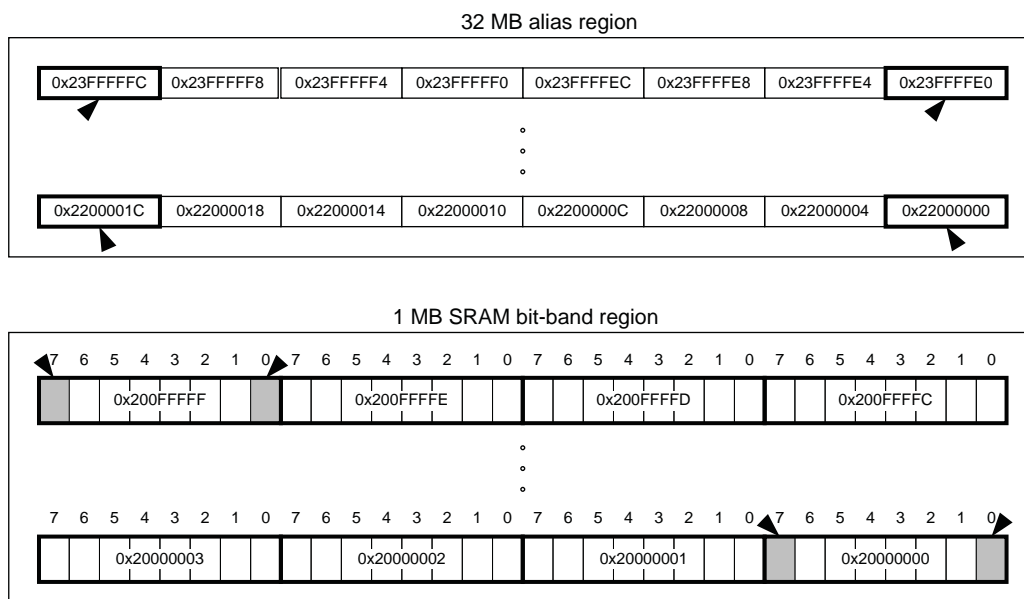 32 MB alias region
0x23FFFFFC 0x23FFFFF8 0x23FFFFF4 0x23FFFFF0 0x23FFFFEC 0x23FFFFE8 0x23FFFFE4 0x23FFFFE0
0x2200001C 0x22000018 0x22000014 0x22000010 0x2200000C 0x22000008 0x22000004 0x22000000
1 MB SRAM bit-band region
7 6 5 4 3 2 1 0 7 6 5 4 3 2 1 0 7 6 5 4 3 2 1 0 7 6 5 4 3 2 1 0
0x200FFFFF 0x200FFFFE 0x200FFFFD 0x200FFFFC
7 6 5 4 3 2 1 0 7 6 5 4 3 2 1 0 7 6 5 4 3 2 1 0 7 6 5 4 3 2 1 0
0x20000003 0x20000002 0x20000001 0x20000000